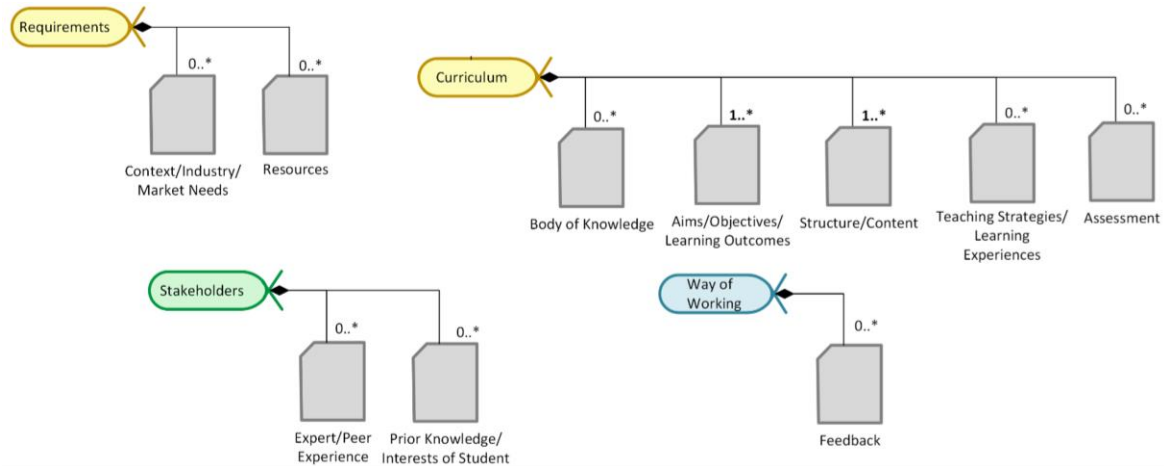 Requirements
0..*
0..*
Context/Industry/
Market Needs
Resources
Curriculum
0..*
1..*
1..*
0..*
0..*
Body of Knowledge
Aims/Objectives/
Learning Outcomes
Structure/Content
Teaching Strategies/
Learning
Experiences
Assessment
Stakeholders
0..*
0..*
Expert/Peer
Experience
Prior Knowledge/
Interests of Student
Way of
Working
0..*
Feedback